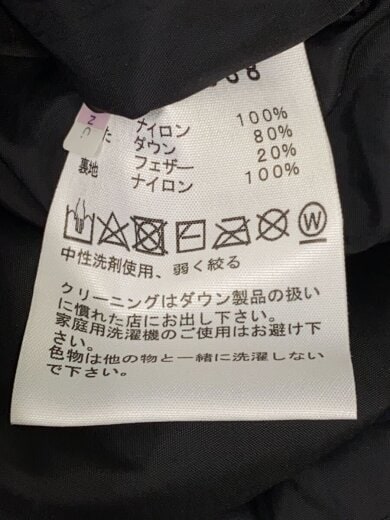 68
ナイロン 100%
た ダウン 80%
フェザー 20%
裏地 ナイロン 100%
W
中性洗剤使用、弱く絞る
クリーニングはダウン製品の扱い
に慣れた店にお出し下さい。
家庭用洗濯機のご使用はお避け下
さい。
色物は他の物と一緒に洗濯しない
で下さい。